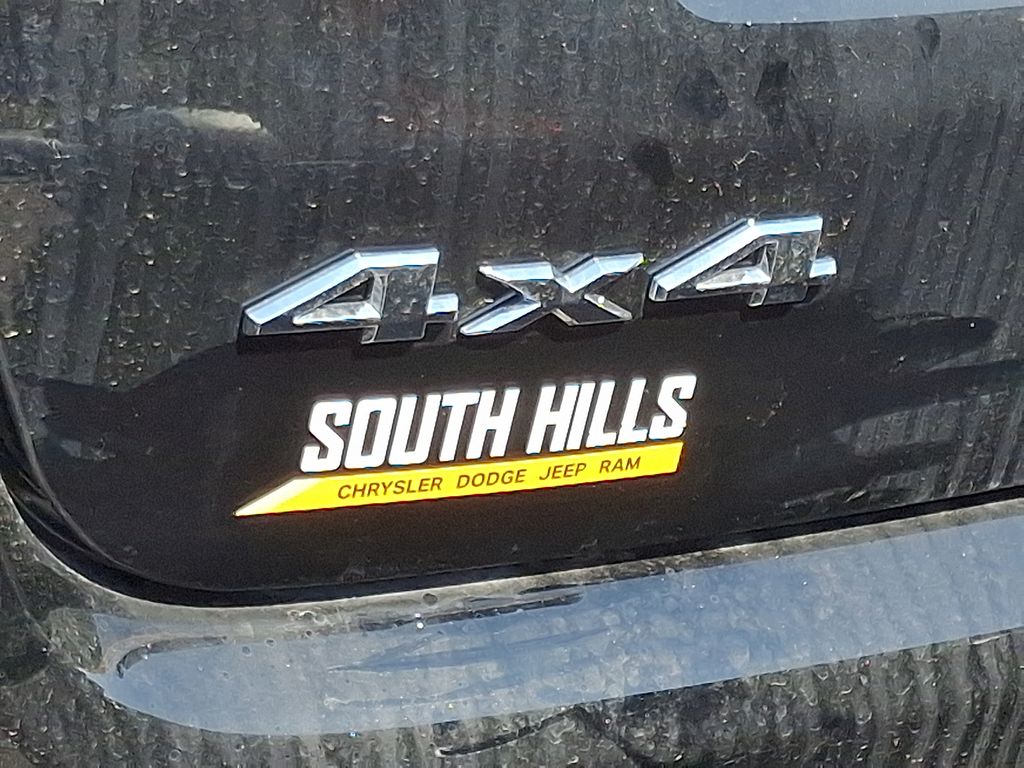 4x4
SOUTH HILLS
CHRYSLER DODGE JEEP RAM